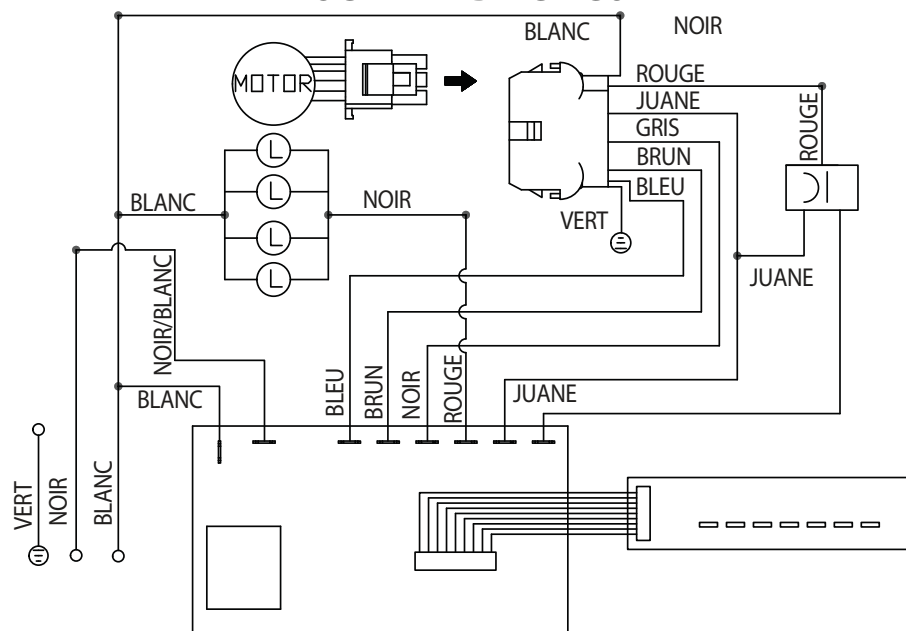 BLANC
NOIR
MOTOR
ROUGE
JUANE
GRIS
BRUN
BLEU
VERT
ROUGE
JUANE
L
L
L
L
BLANC
NOIR
NOIR/BLANC
BLANC
BLEU
BRUN
NOIR
ROUGE
JUANE
VERT
NOIR
BLANC